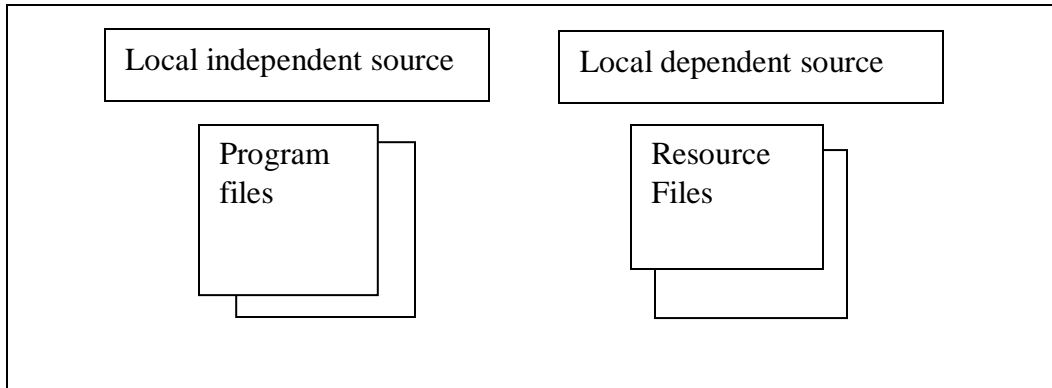 Local independent source
Local dependent source
Program
files
Resource
Files